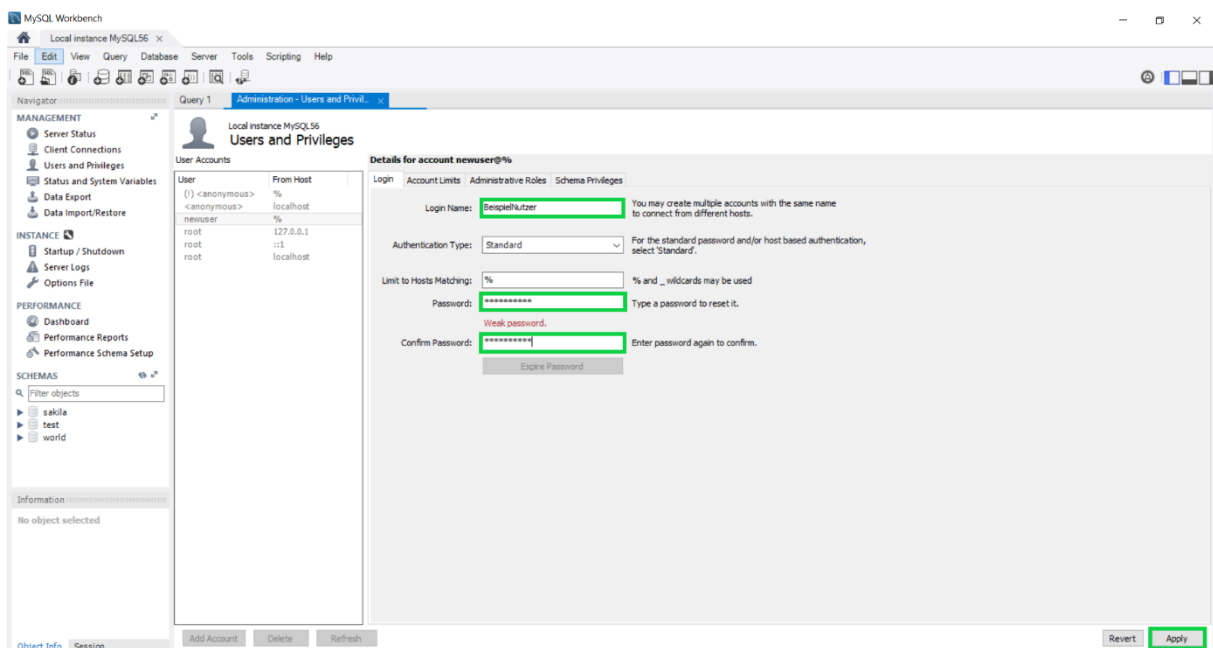 MySQL Workbench
Local instance MySQL56 ×
File Edit View Query Database Server Tools Scripting Help
Navigator
MANAGEMENT
Server Status
Client Connections
Users and Privileges
Status and System Variables
Data Export
Data Import/Restore
INSTANCE
Startup / Shutdown
Server Logs
Options File
PERFORMANCE
Dashboard
Performance Reports
Performance Schema Setup
SCHEMAS
Filter objects
sakila
test
world
Information
No object selected
Object Info Session
Query 1 Administration - Users and Privil.. ×
Local instance MySQL56
Users and Privileges
User Accounts
User From Host
(!) <anonymous> %
<anonymous> localhost
newuser %
root 127.0.0.1
root ::1
root localhost
Add Account Delete Refresh
Details for account newuser@%
Login Account Limits Administrative Roles Schema Privileges
Login Name: BeispielNutzer You may create multiple accounts with the same name
to connect from different hosts.
Authentication Type: Standard For the standard password and/or host based authentication,
select 'Standard'.
Limit to Hosts Matching: % % and _ wildcards may be used
Password: ********** Type a password to reset it.
Weak password.
Confirm Password: ********** Enter password again to confirm.
Expire Password
Revert Apply